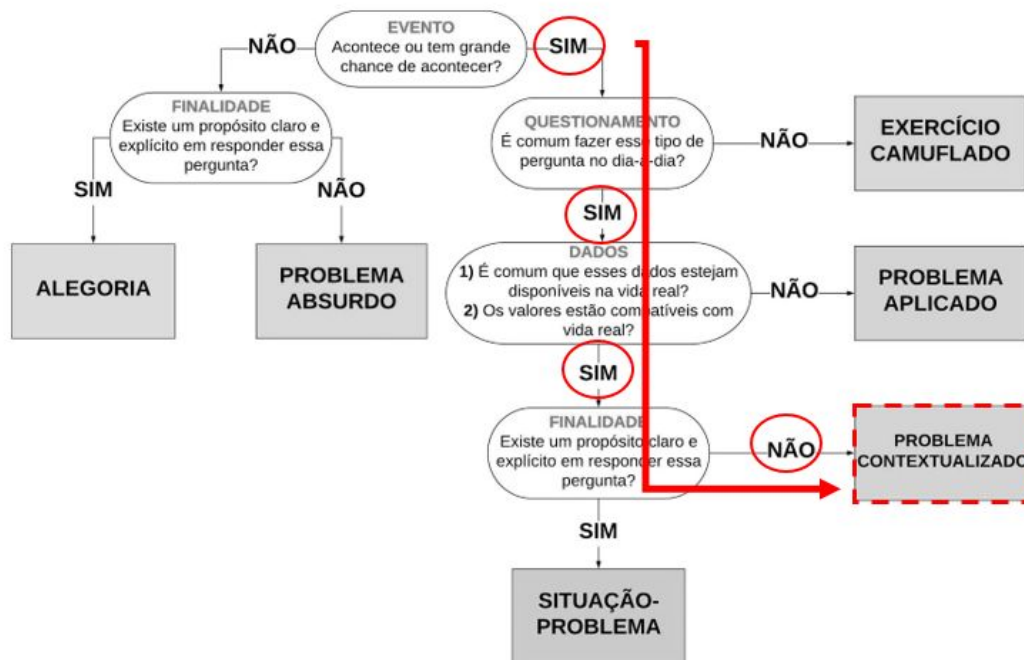 EVENTO
Acontece ou tem grande
chance de acontecer?
NÃO
SIM
FINALIDADE
Existe um propósito claro e
explícito em responder essa
pergunta?
SIM
NÃO
ALEGORIA
PROBLEMA
ABSURDO
QUESTIONAMENTO
É comum fazer esse tipo de
pergunta no dia-a-dia?
NÃO
EXERCÍCIO
CAMUFLADO
SIM
DADOS
1) É comum que esses dados estejam
disponíveis na vida real?
2) Os valores estão compatíveis com
vida real?
NÃO
PROBLEMA
APLICADO
SIM
FINALIDADE
Existe um propósito claro e
explícito em responder essa
pergunta?
NÃO
PROBLEMA
CONTEXTUALIZADO
SIM
SITUAÇÃO-
PROBLEMA